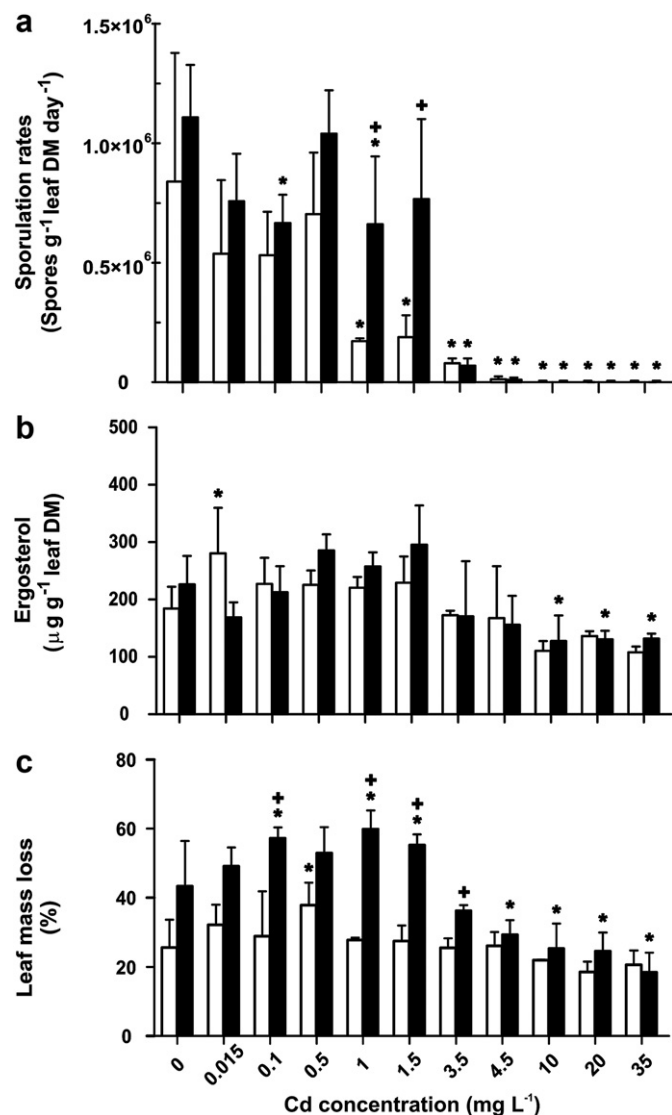 a
Sporulation rates
(Spores g⁻¹ leaf DM day⁻¹)
1.5×10⁶
1.0×10⁶
0.5×10⁶
0
* + * + * * * * * * * * * * * *
b
Ergosterol
(µg g⁻¹ leaf DM)
500
400
300
200
100
0
* * * *
c
Leaf mass loss
(%)
80
60
40
20
0
+ * * + * + * + * * * *
0 0.015 0.1 0.5 1 1.5 3.5 4.5 10 20 35
Cd concentration (mg L⁻¹)